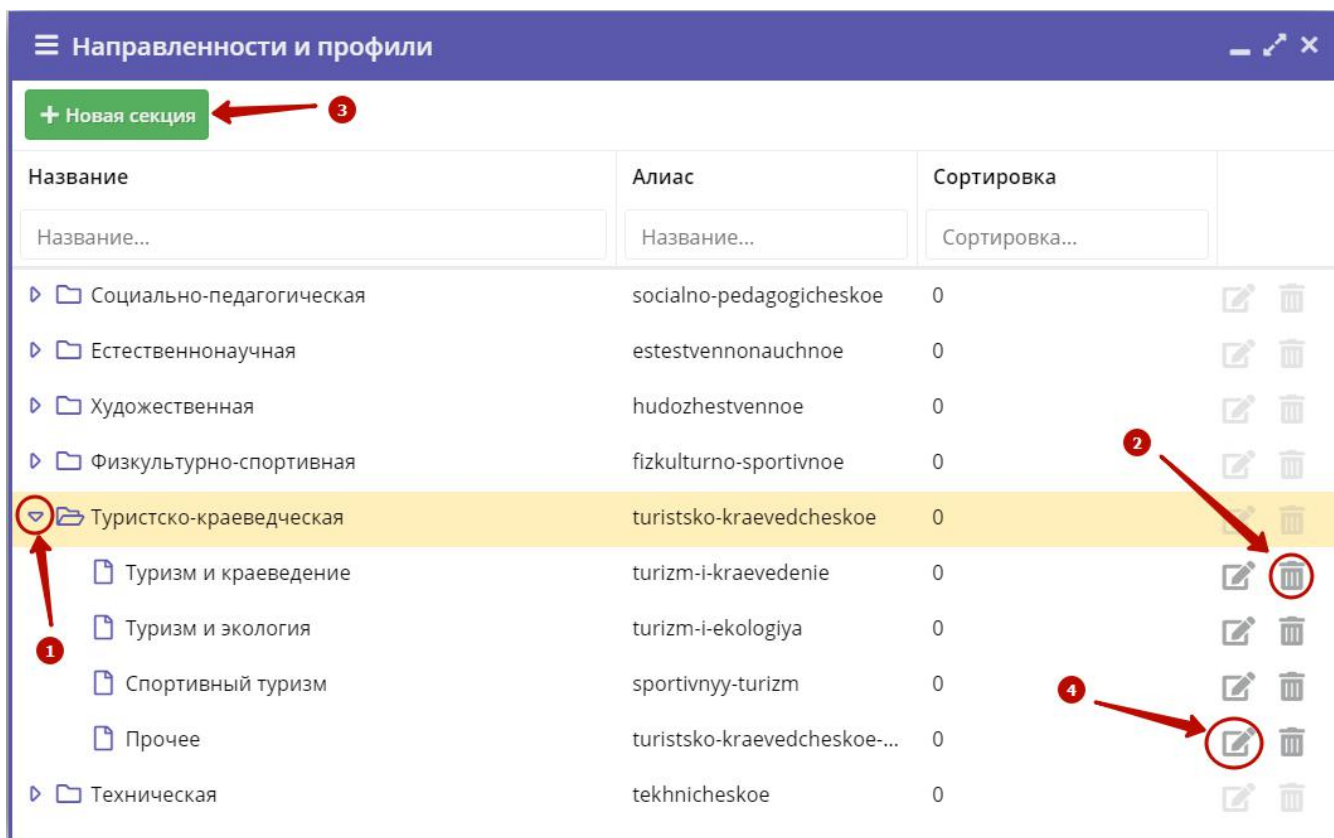 Направленности и профили
+ Новая секция
3
Название Алиас Сортировка
Название... Название... Сортировка...
Социально-педагогическая socialno-pedagogicheskoe 0
Естественнонаучная estestvennonauchnoe 0
Художественная hudozhestvennoe 0
2
Физкультурно-спортивная fizkulturno-sportivnoe 0
Туристско-краеведческая turistsko-kraevedcheskoe 0
Туризм и краеведение turizm-i-kraevedenie 0
Туризм и экология turizm-i-ekologiya 0
1
Спортивный туризм sportivnyy-turizm 0
4
Прочее turistsko-kraevedcheskoe-... 0
Техническая tekhnicheskoe 0